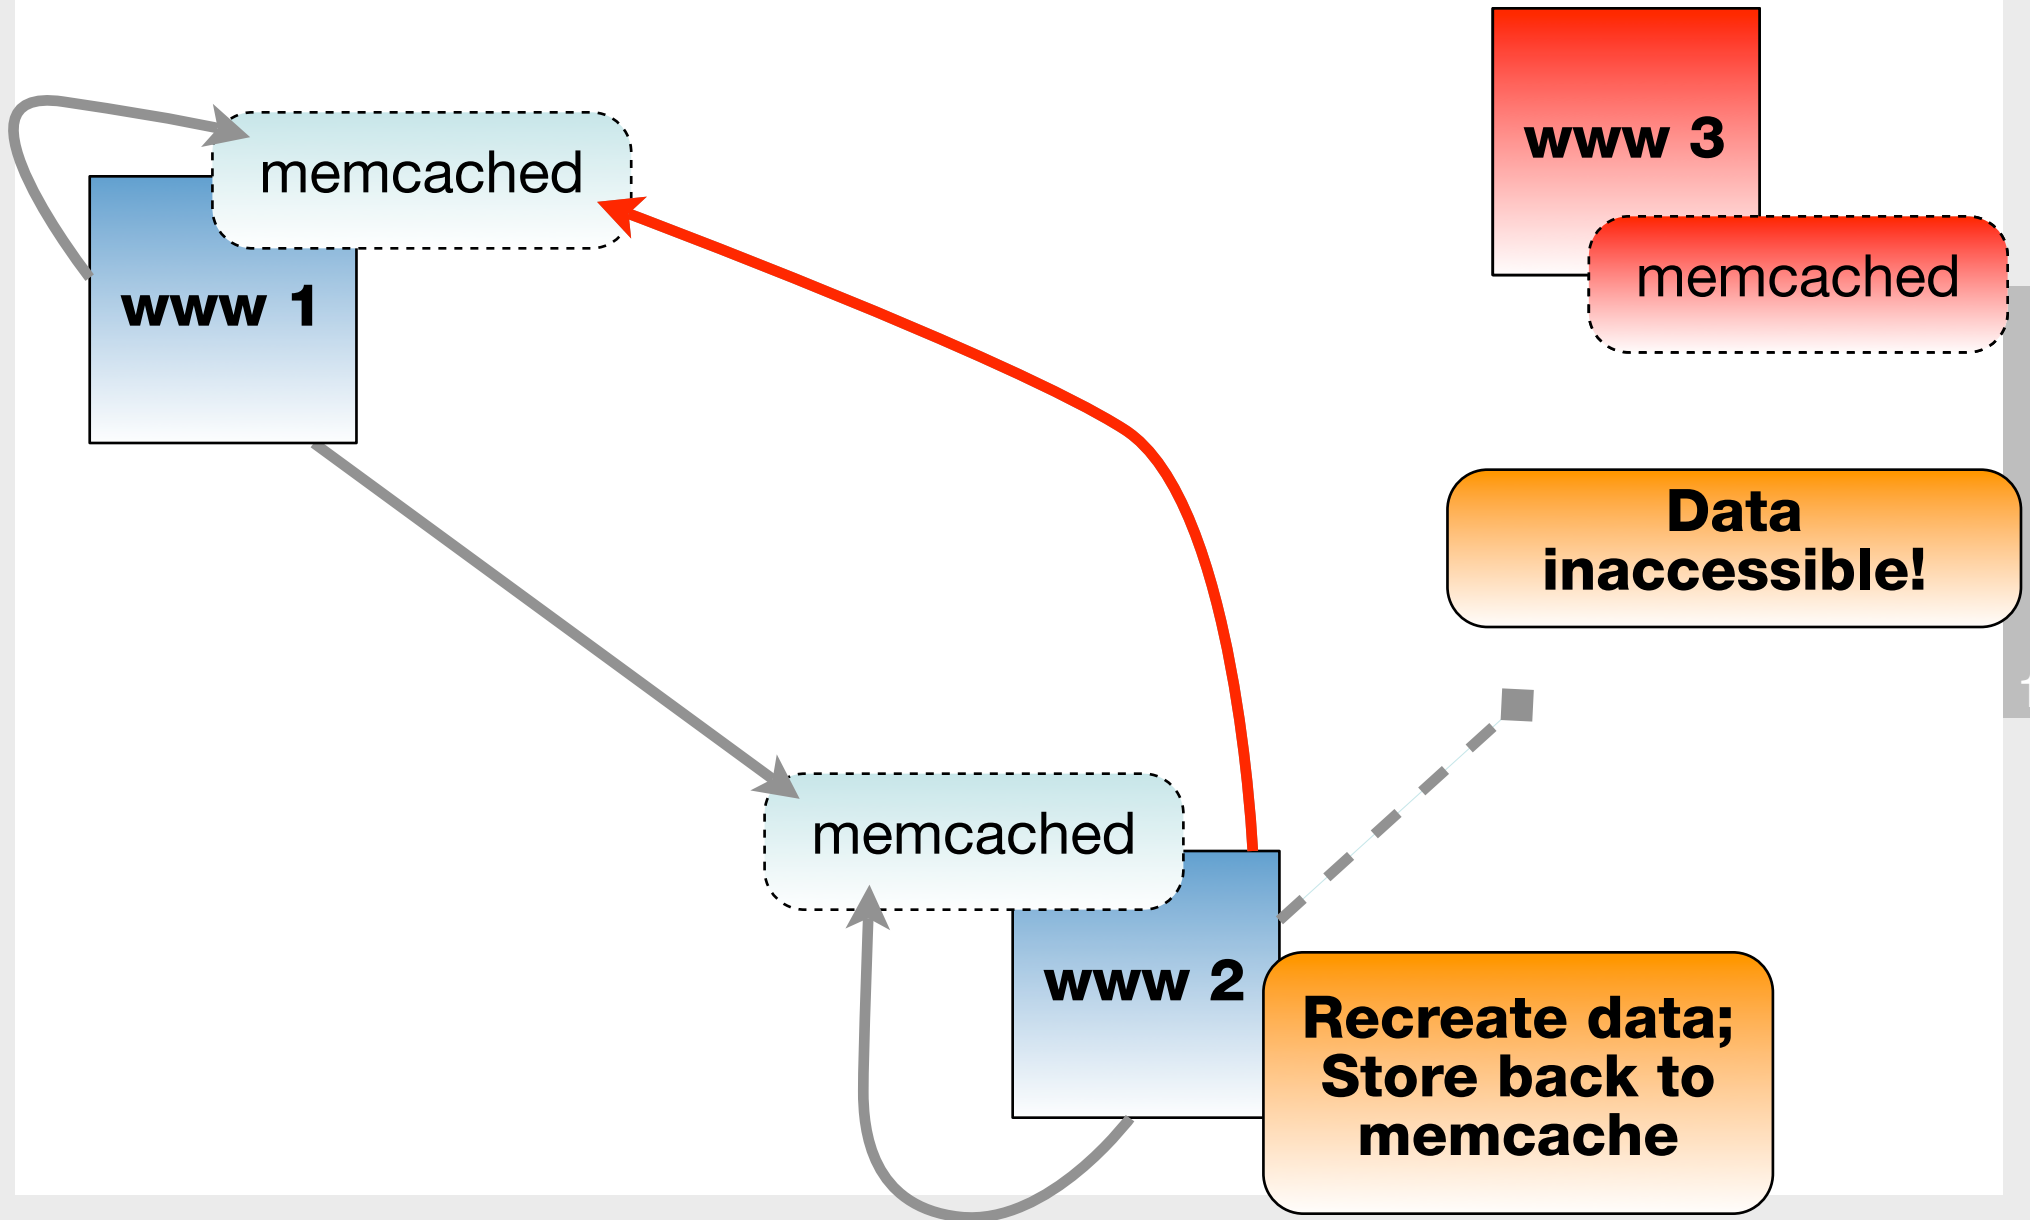 www 3
memcached
memcached
www 1
Data
inaccessible!
memcached
www 2
Recreate data;
Store back to
memcache